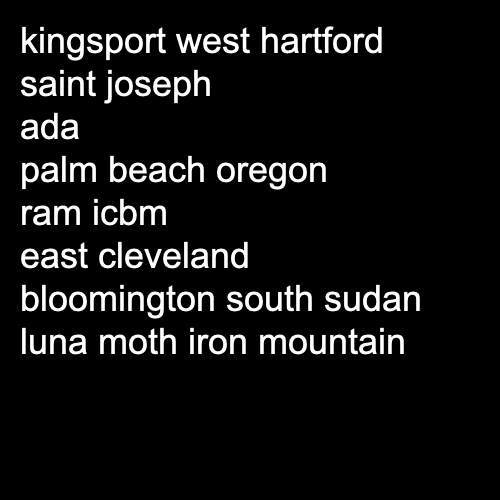 kingsport west hartford
saint joseph
ada
palm beach oregon
ram icbm
east cleveland
bloomington south sudan
luna moth iron mountain